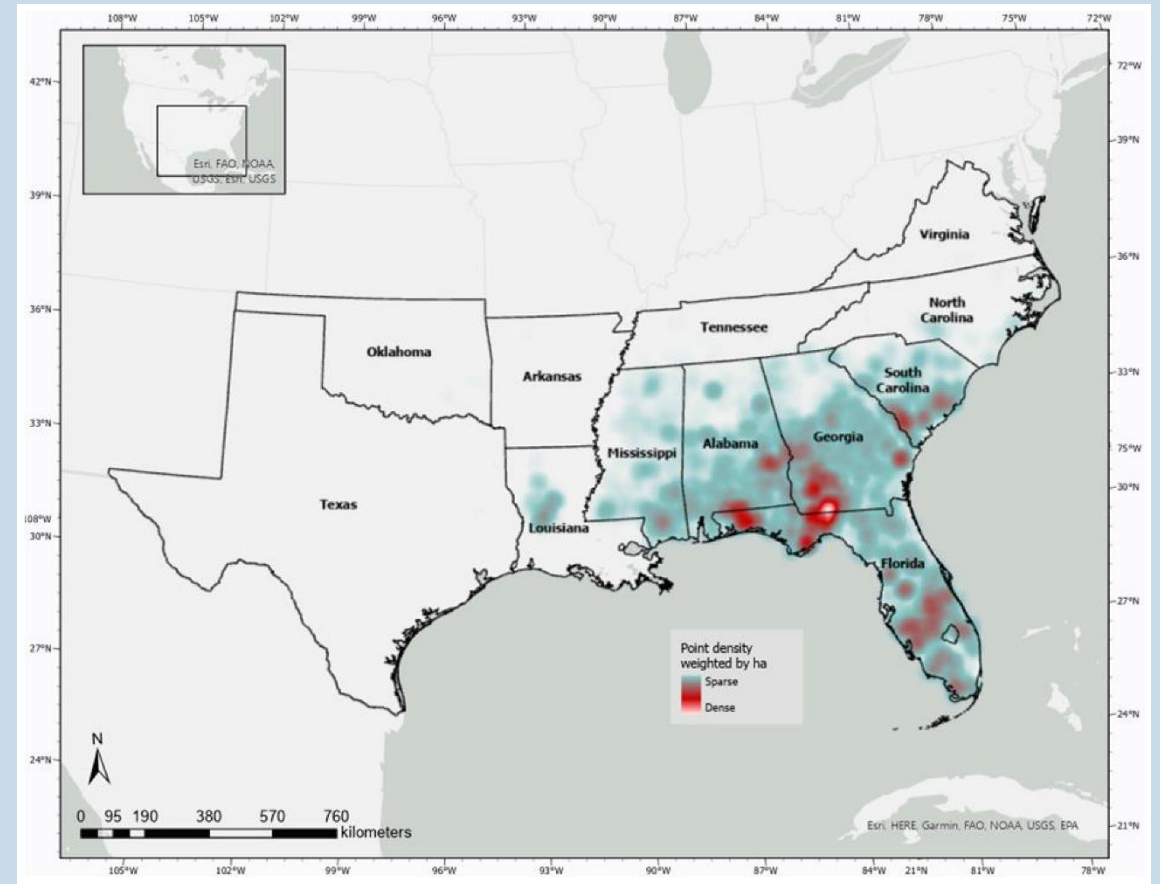 108°W 105°W 102°W 99°W 96°W 93°W 90°W 87°W 84°W 81°W 78°W 75°W 72°W
42°N
39°N
36°N
33°N
108°W
30°N
27°N
24°N
72°W
39°N
36°N
33°N
75°W
30°N
27°N
24°N
21°N
Esri, FAO, NOAA,
USGS, Esri, USGS
Virginia
North
Carolina
Tennessee
Oklahoma
Arkansas
South
Carolina
Mississippi
Alabama
Georgia
Texas
Louisiana
Florida
Point density
weighted by ha
Sparse
Dense
N
0 95 190 380 570 760
kilometers
Esri, HERE, Garmin, FAO, NOAA, USGS, EPA
105°W 102°W 99°W 96°W 93°W 90°W 87°W 84°W 21°N 81°W 78°W